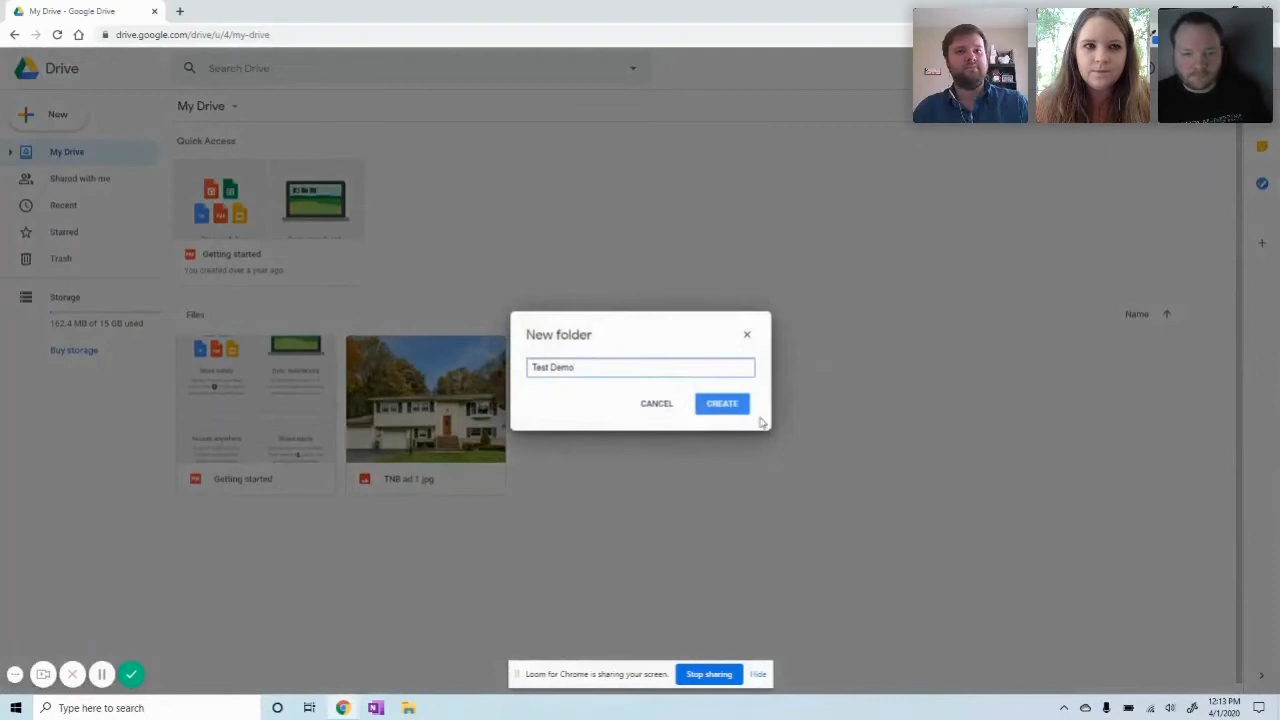 My Drive - Google Drive
drive.google.com/drive/u/4/my-drive
Drive
Search Drive
New
My Drive
My Drive
Quick Access
Shared with me
Recent
Starred
Trash
Getting started
You created over a year ago
Storage
162.4 MB of 15 GB used
Buy storage
Files
Name
New folder
Test Demo
CANCEL
CREATE
Getting started
TNB ad 1.jpg
Loom for Chrome is sharing your screen.
Stop sharing
Hide
Type here to search
12:13 PM
4/1/2020